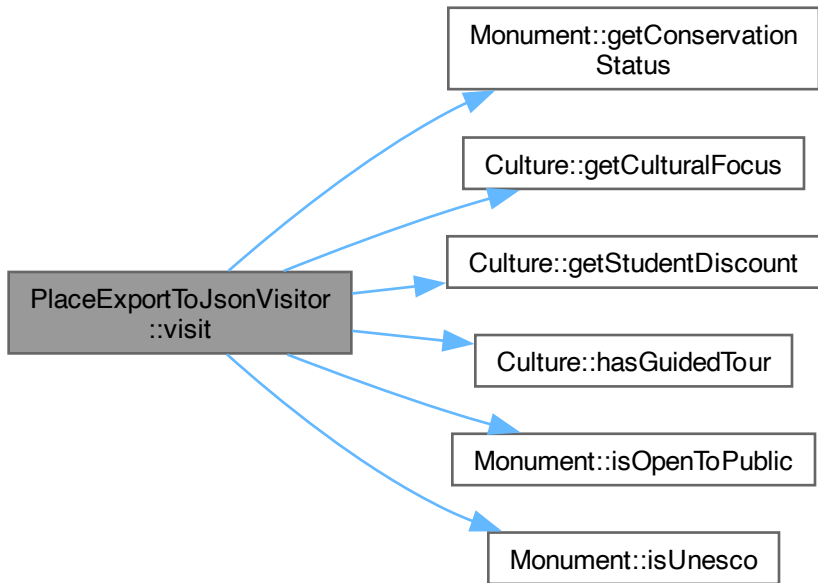 Monument::getConservation
Status
Culture::getCulturalFocus
Culture::getStudentDiscount
PlaceExportToJsonVisitor
::visit
Culture::hasGuidedTour
Monument::isOpenToPublic
Monument::isUnesco